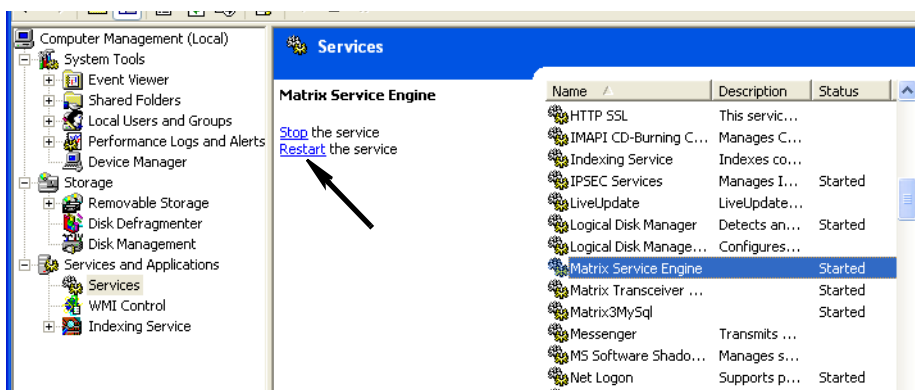 Computer Management (Local)
System Tools
Event Viewer
Shared Folders
Local Users and Groups
Performance Logs and Alerts
Device Manager
Storage
Removable Storage
Disk Defragmenter
Disk Management
Services and Applications
Services
WMI Control
Indexing Service
Services
Matrix Service Engine
Stop the service
Restart the service
Name Description Status
HTTP SSL This servic...
IMAPI CD-Burning C... Manages C...
Indexing Service Indexes co...
IPSEC Services Manages I... Started
LiveUpdate LiveUpdate...
Logical Disk Manager Detects an... Started
Logical Disk Manage... Configures...
Matrix Service Engine Started
Matrix Transceiver ... Started
Matrix3MySql Started
Messenger Transmits ...
MS Software Shado... Manages s...
Net Logon Supports p... Started